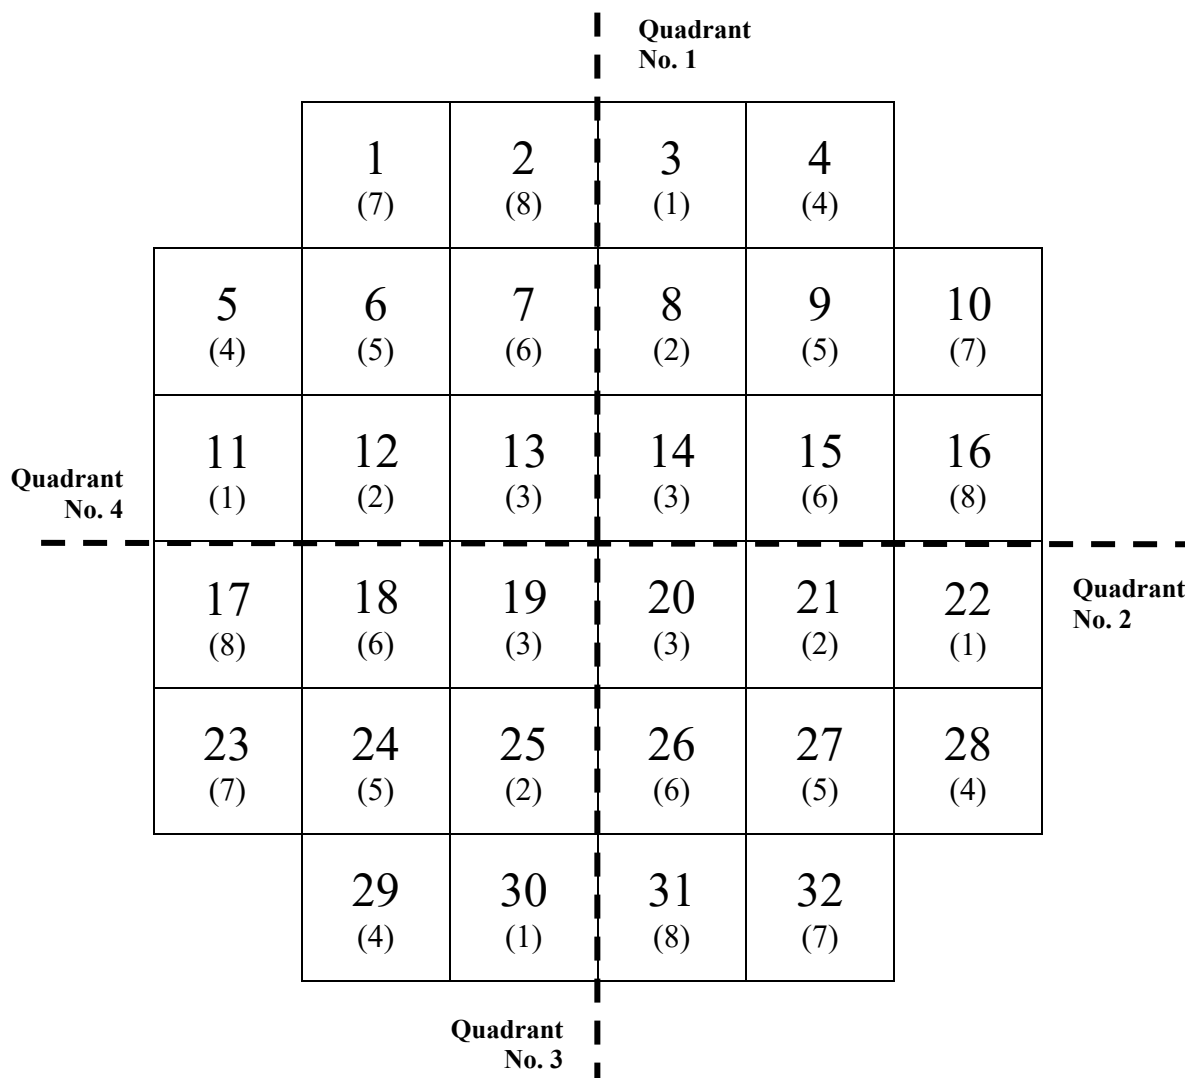 Quadrant
No. 1
1 2 3 4
(7) (8) (1) (4)
5 6 7 8 9 10
(4) (5) (6) (2) (5) (7)
11 12 13 14 15 16
(1) (2) (3) (3) (6) (8)
Quadrant
No. 4
17 18 19 20 21 22
(8) (6) (3) (3) (2) (1)
Quadrant
No. 2
23 24 25 26 27 28
(7) (5) (2) (6) (5) (4)
29 30 31 32
(4) (1) (8) (7)
Quadrant
No. 3